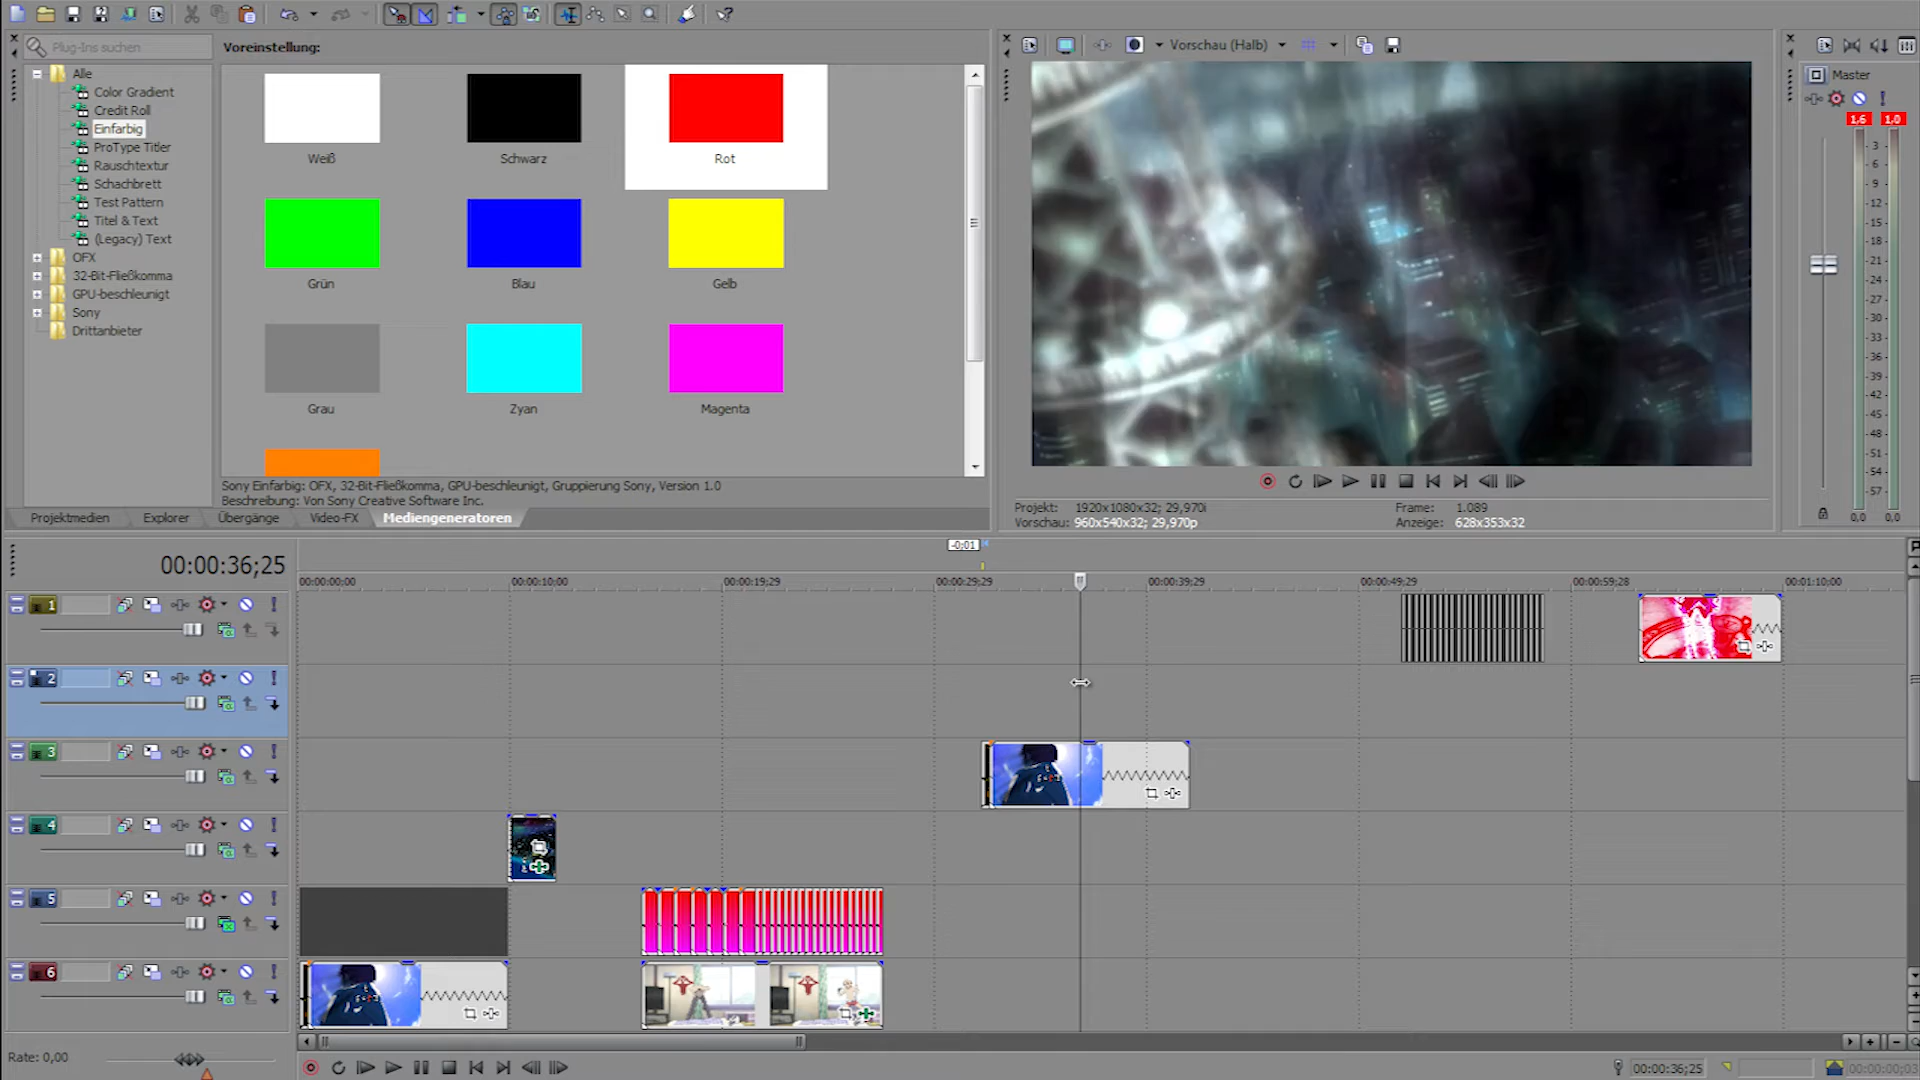 Plug-Ins suchen
Voreinstellung:
Alle
Color Gradient
Credit Roll
Einfarbig
ProType Titler
Rauschtextur
Schachbrett
Test Pattern
Titel & Text
(Legacy) Text
OFX
32-Bit-Fließkomma
GPU-beschleunigt
Sony
Drittanbieter
Weiß
Schwarz
Rot
Grün
Blau
Gelb
Grau
Zyan
Magenta
Sony Einfarbig: OFX, 32-Bit-Fließkomma, GPU-beschleunigt, Gruppierung Sony, Version 1.0
Beschreibung: Von Sony Creative Software Inc.
Projektmedien
Explorer
Übergänge
Video-FX
Mediengeneratoren
Vorschau (Halb)
Projekt: 1920x1080x32; 29,970i
Frame: 1.089
Vorschau: 960x540x32; 29,970p
Anzeige: 628x353x32
Master
1,6 1,0
- 3 -
- 6 -
- 9 -
-12-
-15-
-18-
-21-
-24-
-27-
-30-
-33-
-36-
-39-
-42-
-45-
-48-
-51-
-54-
-57-
0,0 0,0
-0;01
00:00:36;25
00:00:00;00
00:00:10;00
00:00:19;29
00:00:29;29
00:00:39;29
00:00:49;29
00:00:59;28
00:01:10;00
1
2
3
4
5
6
Rate: 0,00
00:00:36;25
00:00:00;03